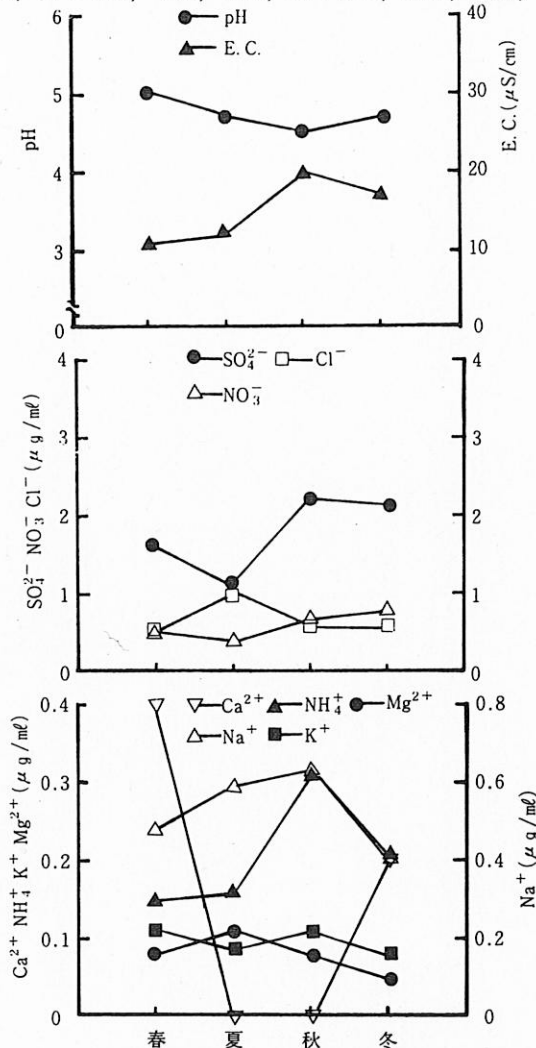 pH
E. C.
6
5
4
3
0
pH
40
30
20
10
0
E. C. (μS/cm)
SO₄²⁻ Cl⁻
NO₃⁻
4
3
2
1
0
SO₄²⁻ NO₃⁻ Cl⁻ (μg/mℓ)
4
3
2
1
0
Ca²⁺ NH₄⁺ Mg²⁺
Na⁺ K⁺
0.4
0.3
0.2
0.1
0
Ca²⁺ NH₄⁺ K⁺ Mg²⁺ (μg/mℓ)
0.8
0.6
0.4
0.2
0
Na⁺ (μg/mℓ)
春 夏 秋 冬